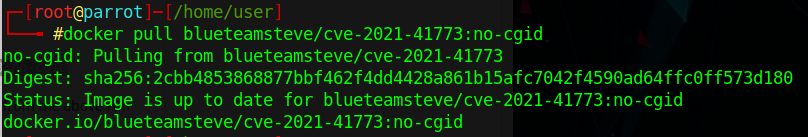 ┌─[root@parrot]─[/home/user]
└──╼ #docker pull blueteamsteve/cve-2021-41773:no-cgid
no-cgid: Pulling from blueteamsteve/cve-2021-41773
Digest: sha256:2cbb4853868877bbf462f4dd4428a861b15afc7042f4590ad64ffc0ff573d180
Status: Image is up to date for blueteamsteve/cve-2021-41773:no-cgid
docker.io/blueteamsteve/cve-2021-41773:no-cgid